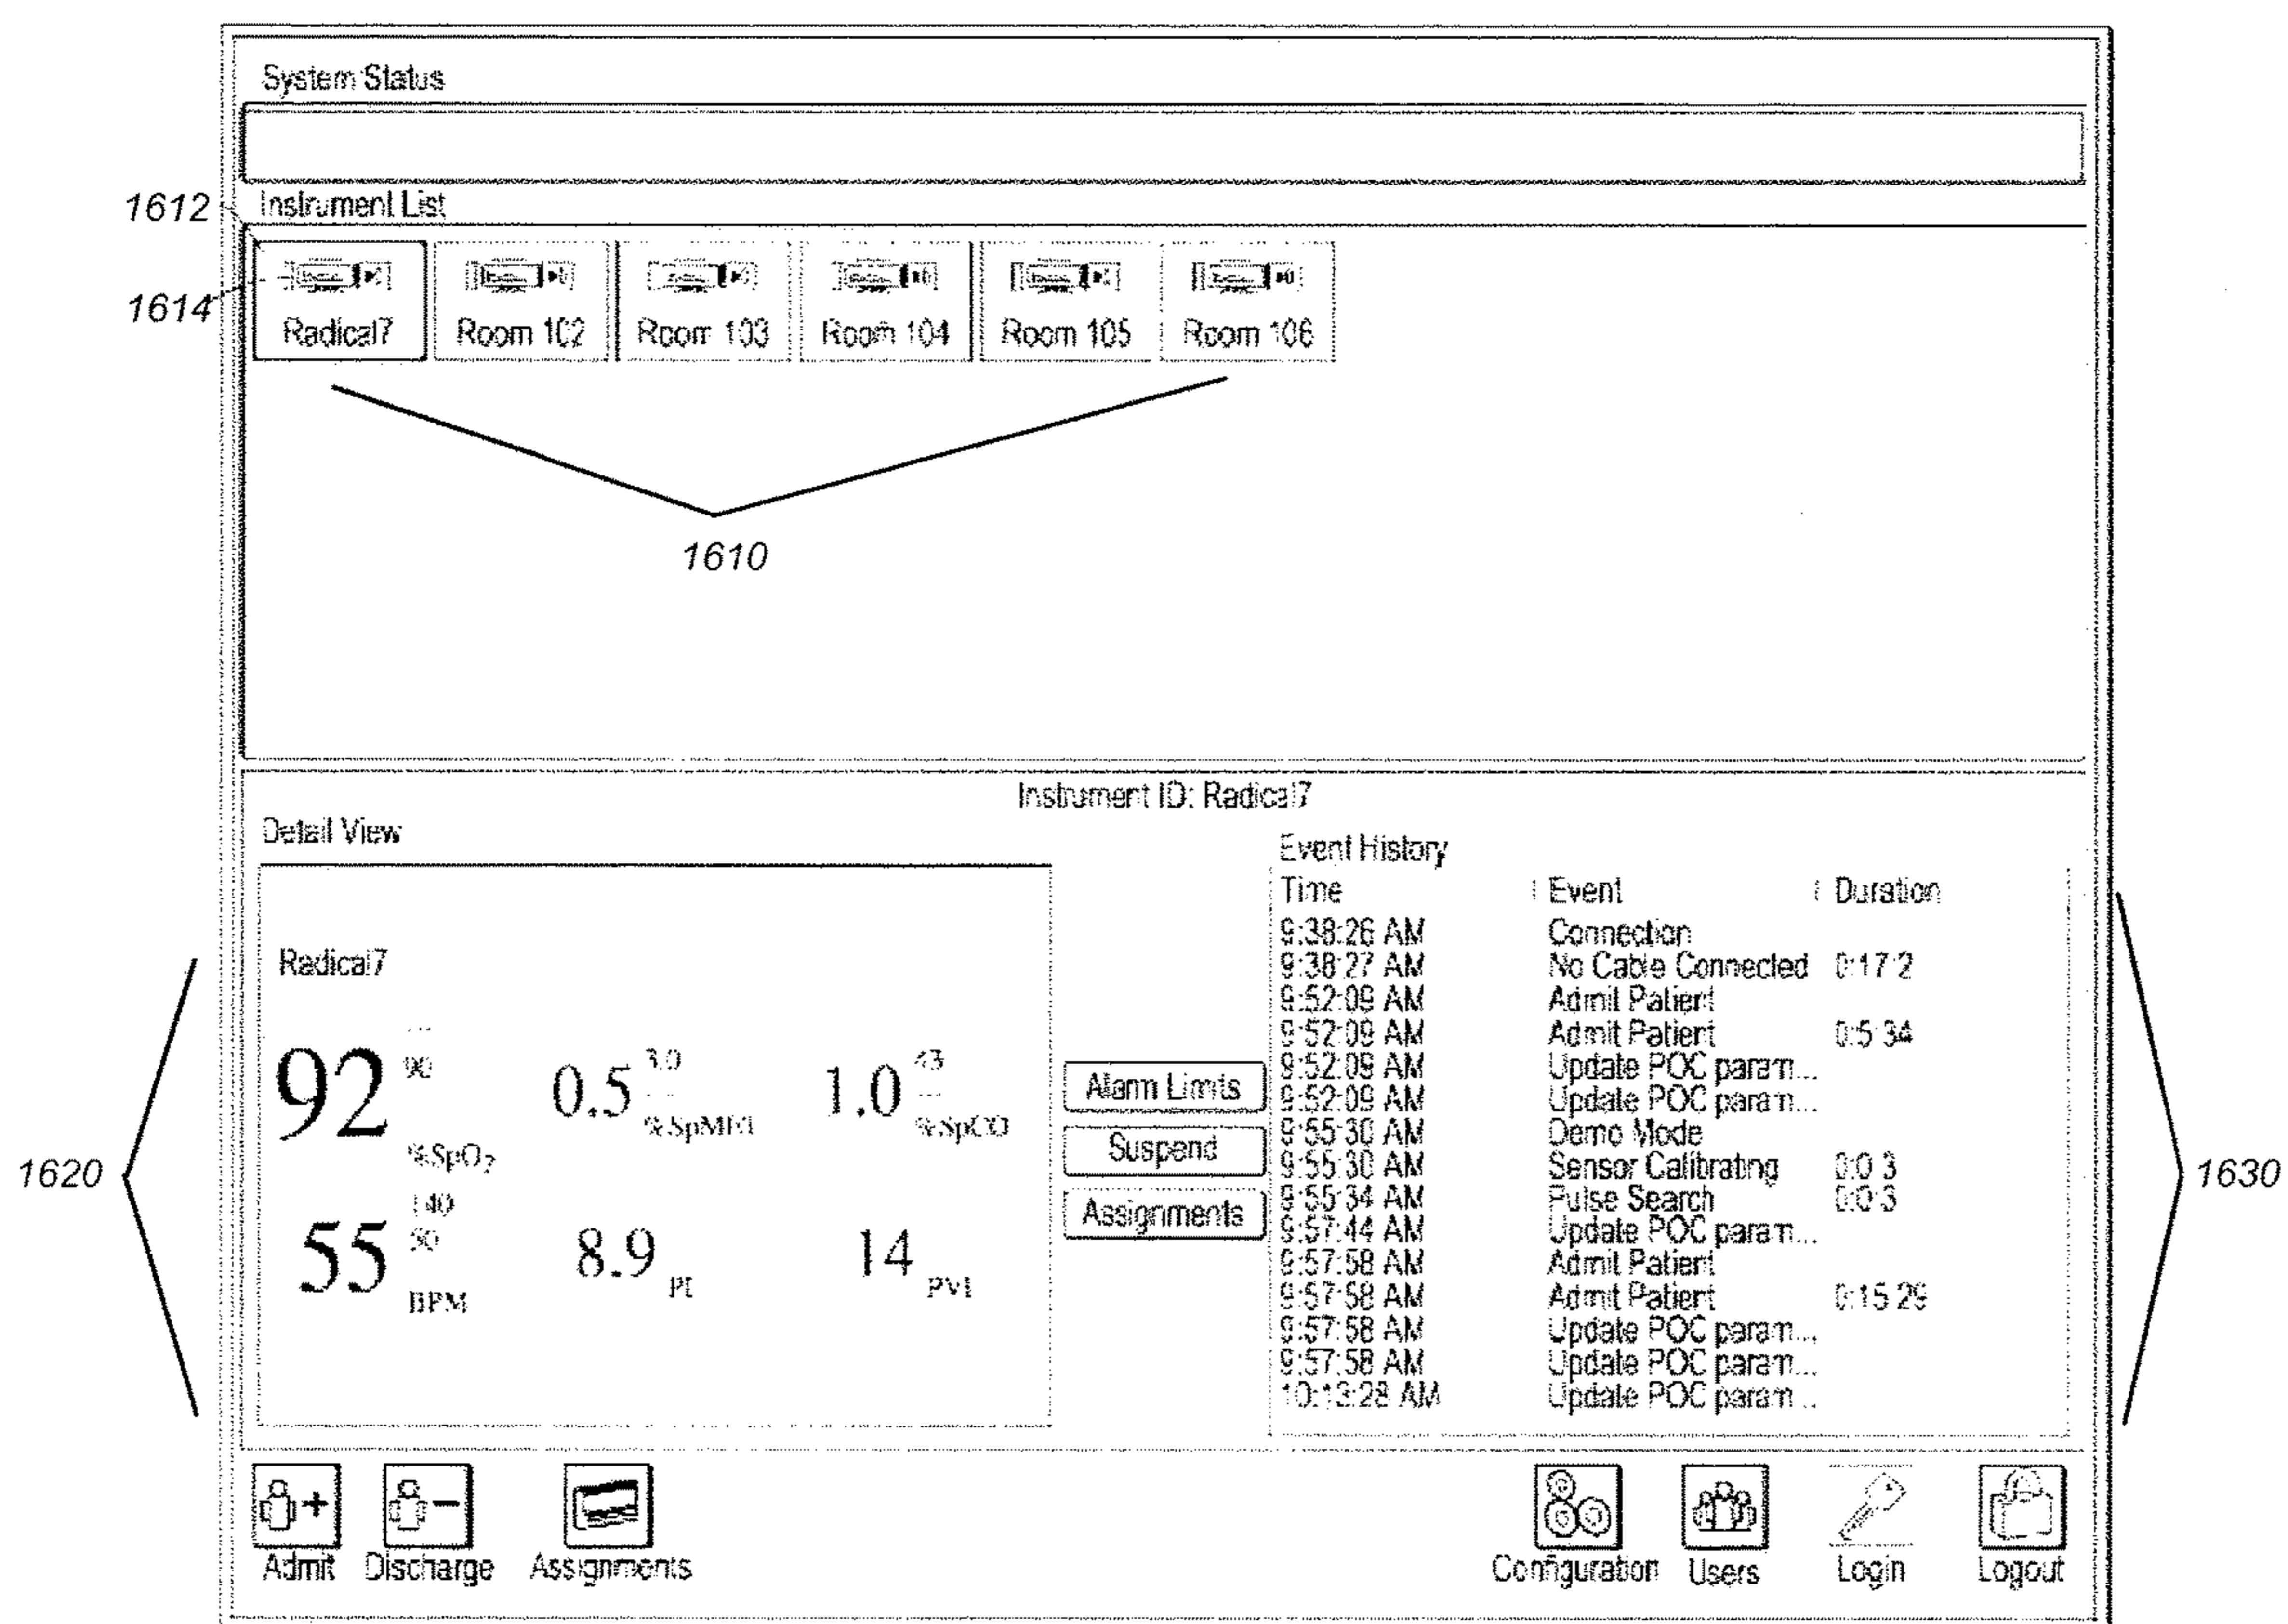 System Status
1612
Instrument List
1614
Radical7 Room 102 Room 103 Room 104 Room 105 Room 106
1610
Instrument ID: Radical7
Detail View
Event History
Time Event Duration
9:38:26 AM Connection
9:38:27 AM No Cable Connected 0:17:2
9:52:09 AM Admit Patient
9:52:09 AM Admit Patient 0:5:34
9:52:09 AM Update POC param...
9:52:09 AM Update POC param...
9:55:30 AM Demo Mode
9:55:30 AM Sensor Calibrating 0:0:3
9:55:34 AM Pulse Search 0:0:3
9:57:44 AM Update POC param...
9:57:58 AM Admit Patient
9:57:58 AM Admit Patient 0:15:29
9:57:58 AM Update POC param...
9:57:58 AM Update POC param...
10:13:28 AM Update POC param...
Radical7
92 90 %SpO2
0.5 3.0 %SpMET
1.0 %SpCO
55 140 50 BPM
8.9 PI
14 PVI
Alarm Limits
Suspend
Assignments
1620
1630
Admit Discharge Assignments Configuration Users Login Logout